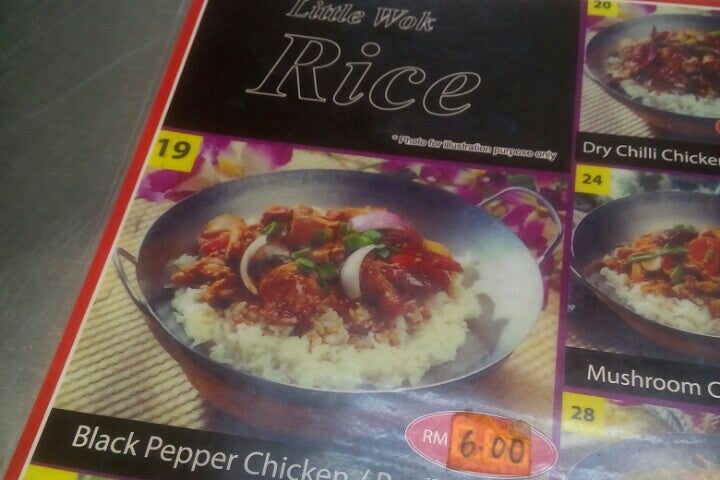 Little Wok
Rice
* Photo for illustration purpose only
19
Black Pepper Chicken /
RM 6.00
20
Dry Chilli Chicken
24
Mushroom
28